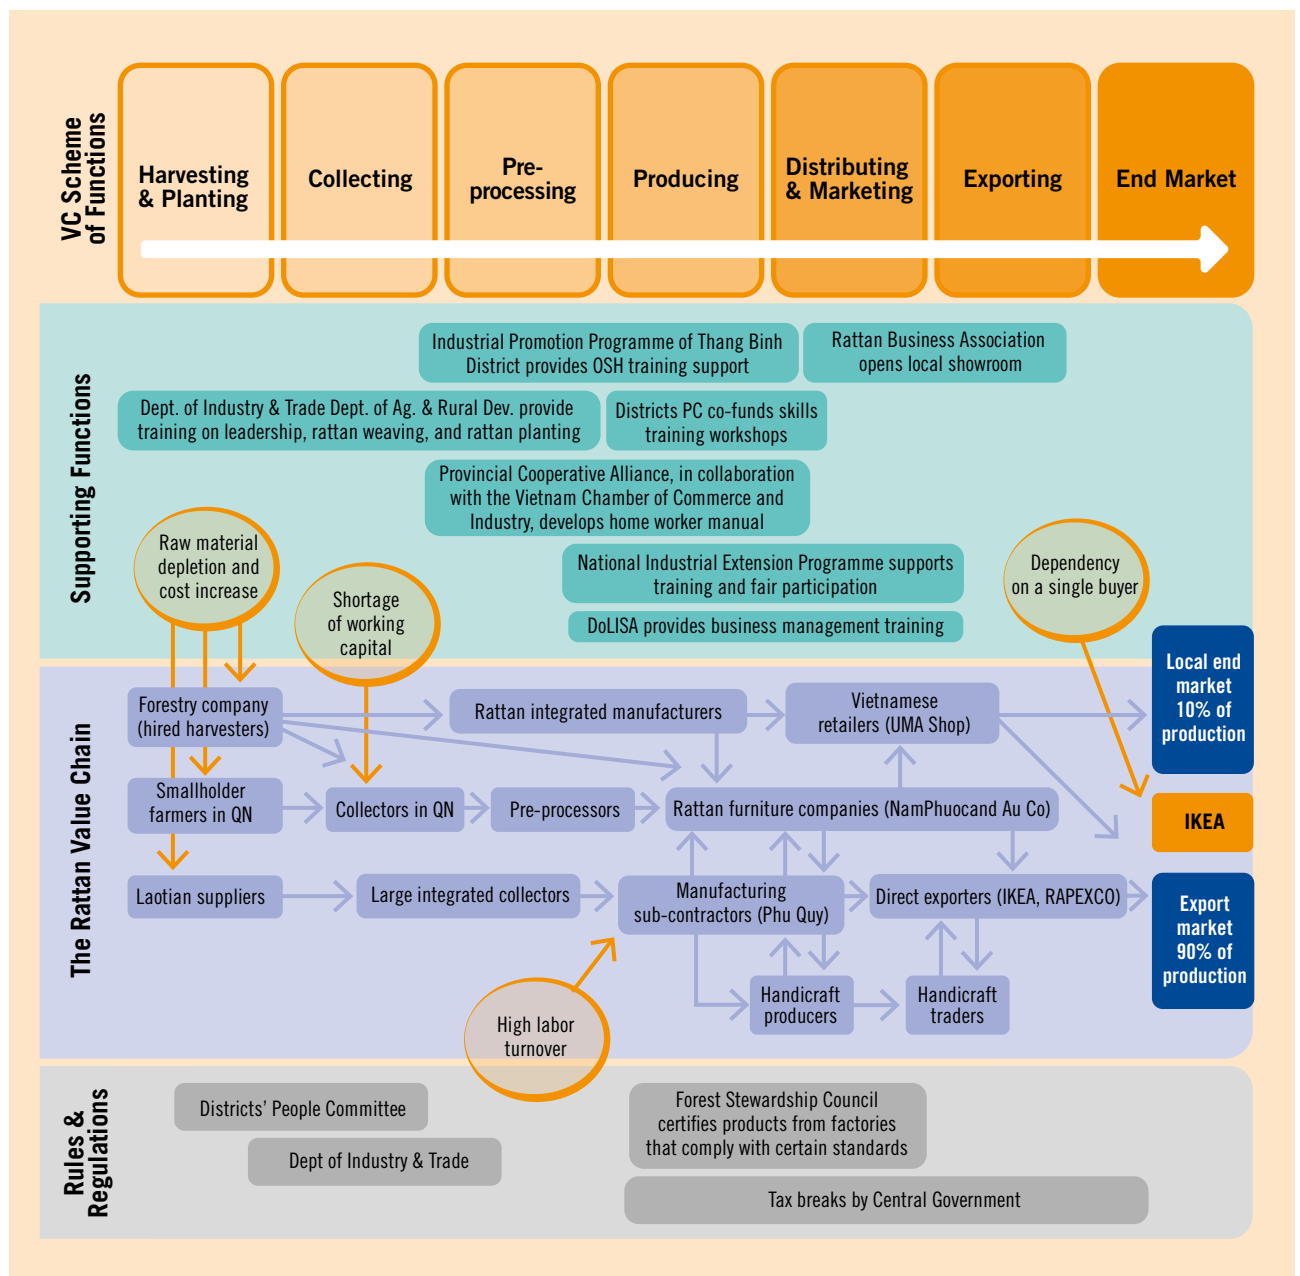 VC Scheme
of Functions
Harvesting
& Planting
Collecting
Pre-
processing
Producing
Distributing
& Marketing
Exporting
End Market
Supporting Functions
Industrial Promotion Programme of Thang Binh
District provides OSH training support
Rattan Business Association
opens local showroom
Dept. of Industry & Trade Dept. of Ag. & Rural Dev. provide
training on leadership, rattan weaving, and rattan planting
Districts PC co-funds skills
training workshops
Provincial Cooperative Alliance, in collaboration
with the Vietnam Chamber of Commerce and
Industry, develops home worker manual
National Industrial Extension Programme supports
training and fair participation
DoLISA provides business management training
Raw material
depletion and
cost increase
Shortage
of working
capital
Dependency
on a single buyer
The Rattan Value Chain
Forestry company
(hired harvesters)
Rattan integrated manufacturers
Vietnamese
retailers (UMA Shop)
Local end
market
10% of
production
Smallholder
farmers in QN
Collectors in QN
Pre-processors
Rattan furniture companies (NamPhuocand Au Co)
IKEA
Laotian suppliers
Large integrated collectors
Manufacturing
sub-contractors (Phu Quy)
Direct exporters (IKEA, RAPEXCO)
Export
market
90% of
production
Handicraft
producers
Handicraft
traders
High labor
turnover
Rules &
Regulations
Districts' People Committee
Dept of Industry & Trade
Forest Stewardship Council
certifies products from factories
that comply with certain standards
Tax breaks by Central Government